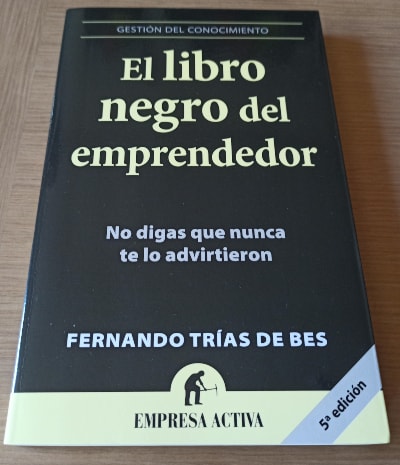 GESTIÓN DEL CONOCIMIENTO
El libro
negro del
emprendedor
No digas que nunca
te lo advirtieron
FERNANDO TRÍAS DE BES
EMPRESA ACTIVA
5ª edición